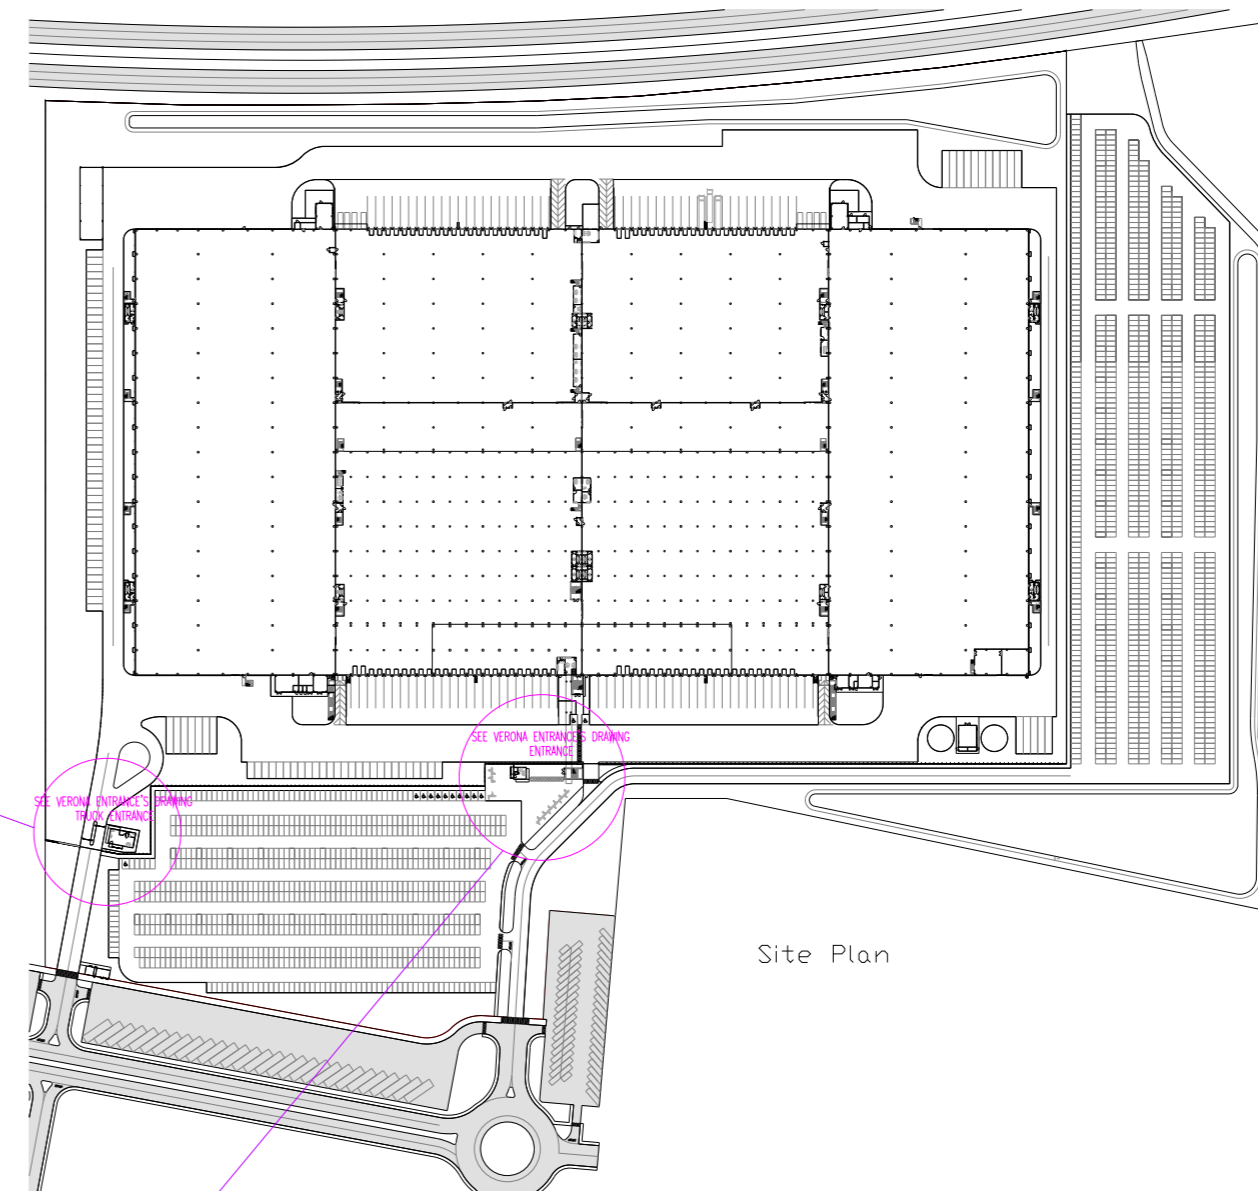 SEE VERONA ENTRANCE'S DRAWING
ENTRANCE
SEE VERONA ENTRANCE'S DRAWING
TRUCK ENTRANCE
Site Plan